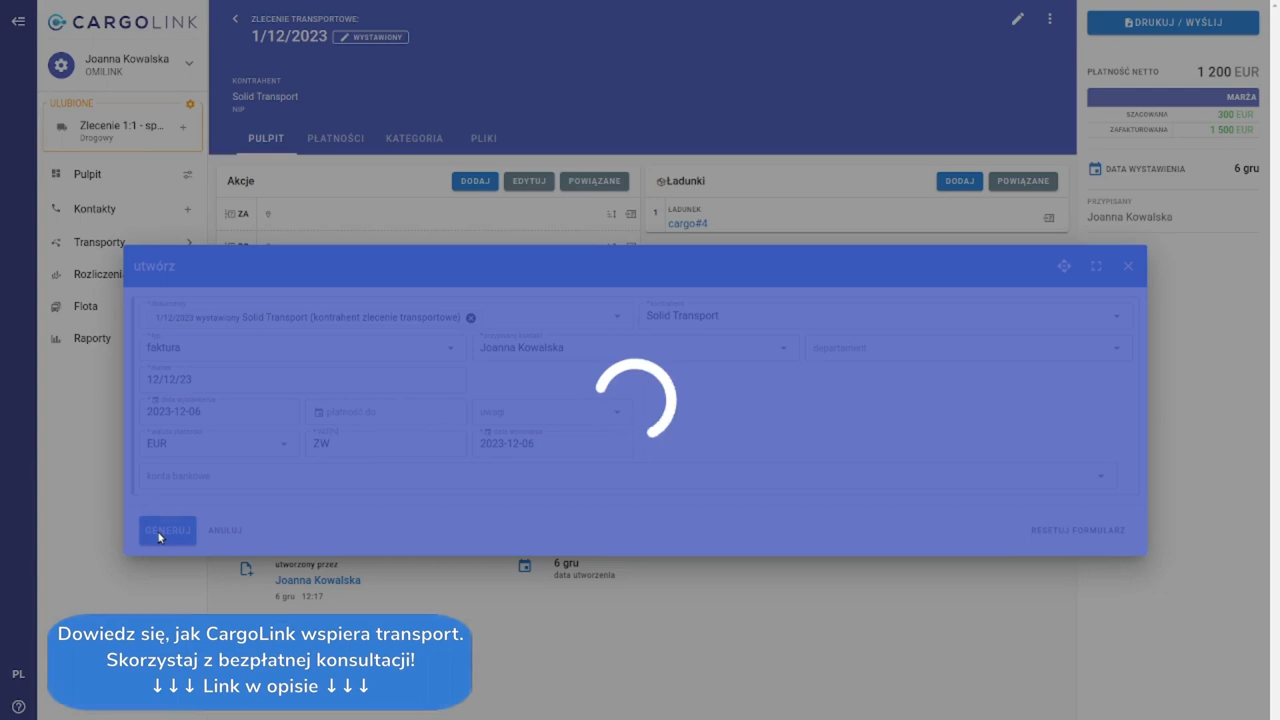 CARGOLINK
Joanna Kowalska
OMILINK
ULUBIONE
Zlecenie 1:1 - sp...
Drogowy
Pulpit
Kontakty
Transporty
Rozliczeni
Flota
Raporty
PL
ZLECENIE TRANSPORTOWE:
1/12/2023 WYSTAWIONY
KONTRAHENT
Solid Transport
NIP
PULPIT PŁATNOŚCI KATEGORIA PLIKI
Akcje DODAJ EDYTUJ POWIĄZANE
ZA
Ładunki DODAJ POWIĄZANE
1 ŁADUNEK
cargo#4
DRUKUJ / WYŚLIJ
PŁATNOŚĆ NETTO 1 200 EUR
MARŻA
SZACOWANA 300 EUR
ZAFAKTUROWANA 1 500 EUR
DATA WYSTAWIENIA 6 gru
PRZYPISANY
Joanna Kowalska
utwórz
1/12/2023 wystawiony Solid Transport (kontrahent zlecenie transportowe)
* kontrahent
Solid Transport
faktura
Joanna Kowalska
departament
12/12/23
* data wystawienia
2023-12-06
płatność do
uwagi
EUR
ZW
2023-12-06
konta bankowe
GENERUJ ANULUJ RESETUJ FORMULARZ
utworzony przez
Joanna Kowalska
6 gru 12:17
6 gru
data utworzenia
Dowiedz się, jak CargoLink wspiera transport.
Skorzystaj z bezpłatnej konsultacji!
↓↓↓ Link w opisie ↓↓↓